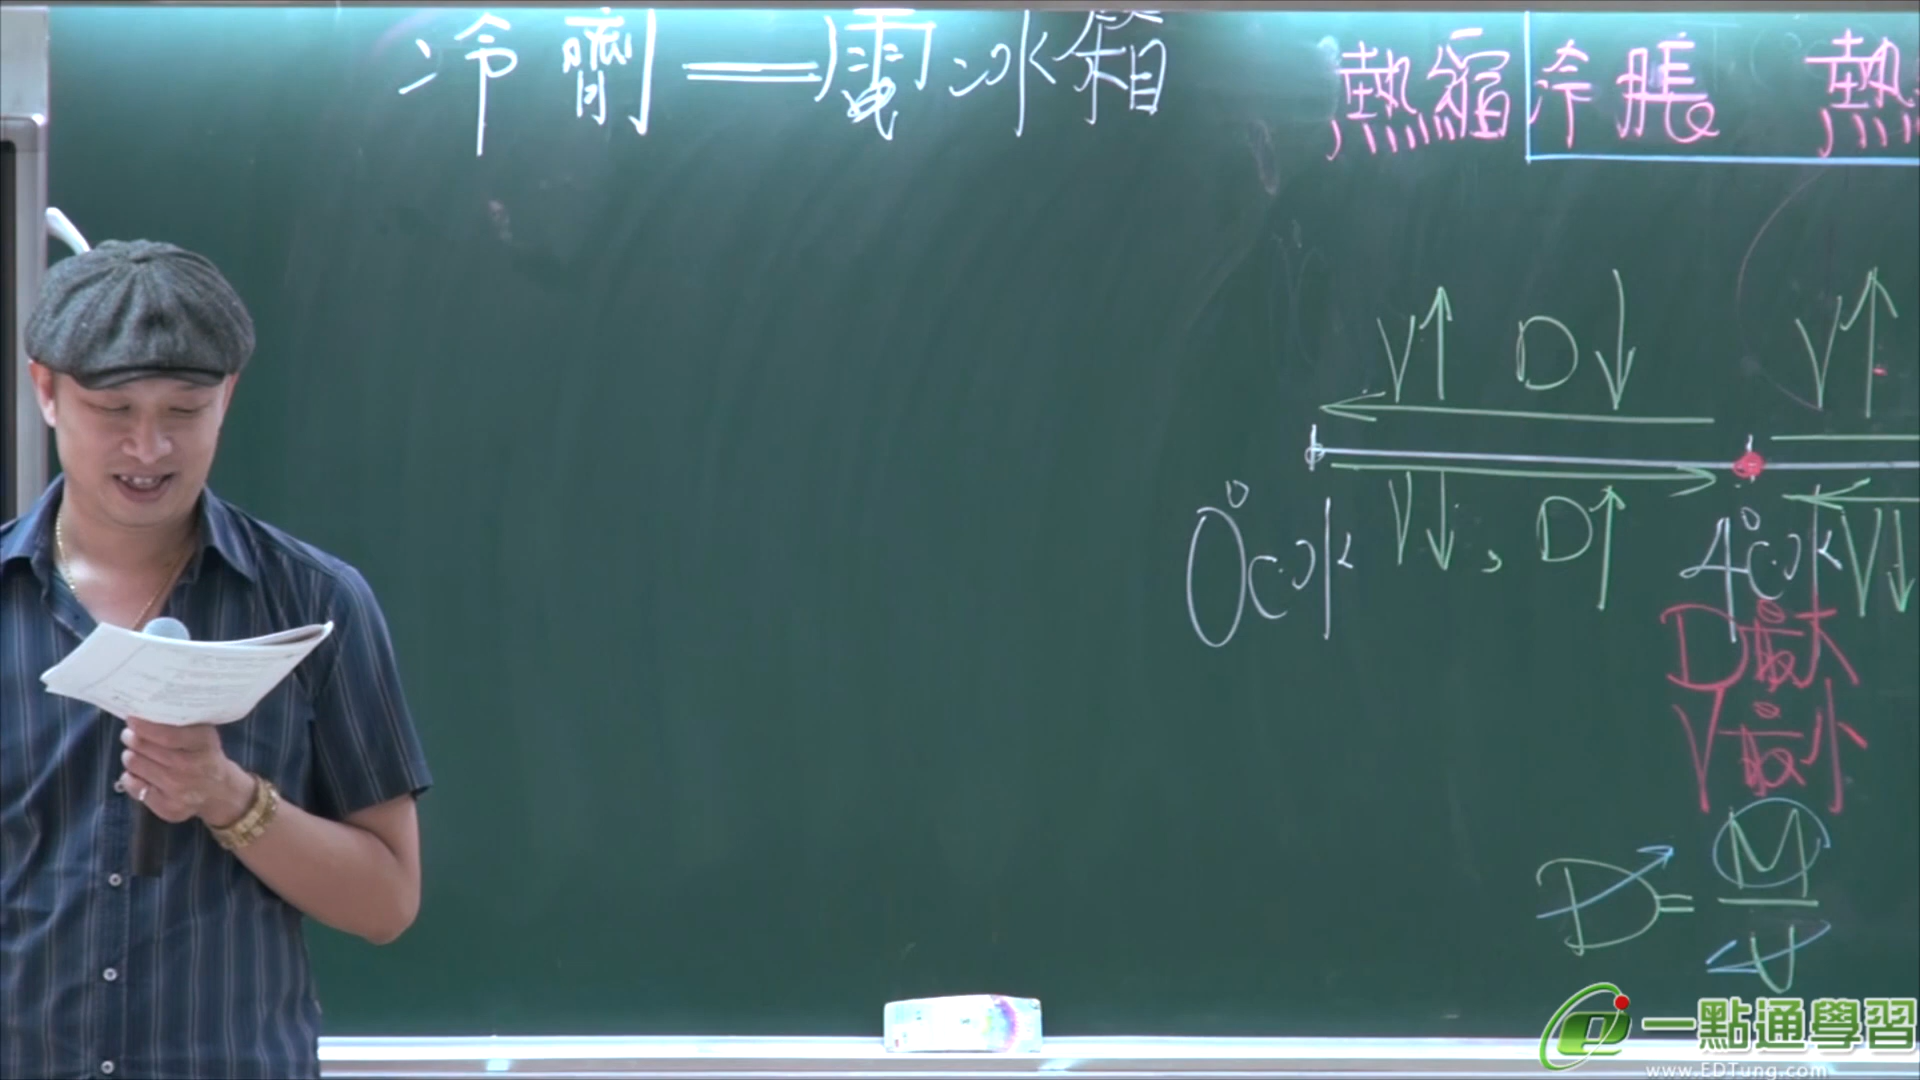 冷劑＝電冰箱
熱縮冷脹 熱
V↑ D↓ V↑
0°C水 V↓、D↑ 4°C水 V↓
D最大
V最小
D=M/V
一點通學習
www.EDTung.com